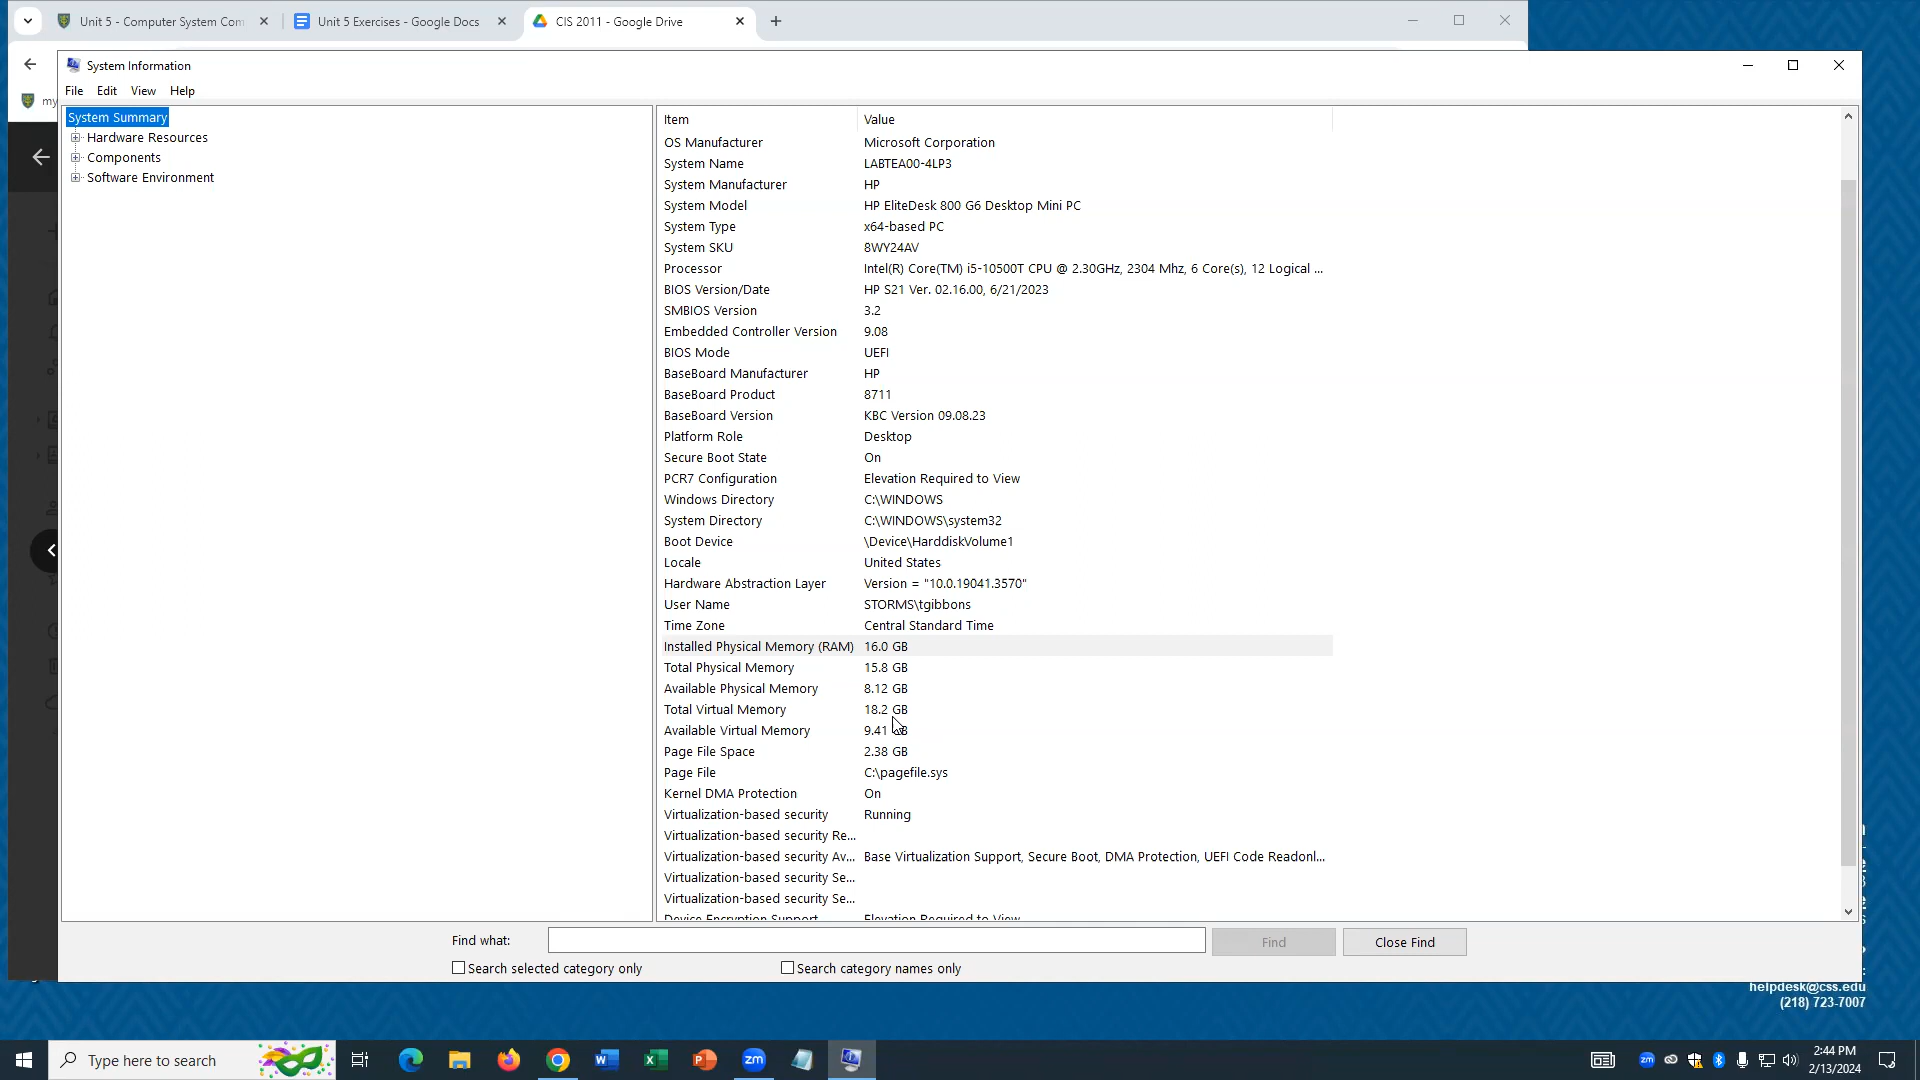 Unit 5 - Computer System Com
Unit 5 Exercises - Google Docs
CIS 2011 - Google Drive
my
System Information
File Edit View Help
System Summary
Hardware Resources
Components
Software Environment
Item Value
OS Manufacturer Microsoft Corporation
System Name LABTEA00-4LP3
System Manufacturer HP
System Model HP EliteDesk 800 G6 Desktop Mini PC
System Type x64-based PC
System SKU 8WY24AV
Processor Intel(R) Core(TM) i5-10500T CPU @ 2.30GHz, 2304 Mhz, 6 Core(s), 12 Logical ...
BIOS Version/Date HP S21 Ver. 02.16.00, 6/21/2023
SMBIOS Version 3.2
Embedded Controller Version 9.08
BIOS Mode UEFI
BaseBoard Manufacturer HP
BaseBoard Product 8711
BaseBoard Version KBC Version 09.08.23
Platform Role Desktop
Secure Boot State On
PCR7 Configuration Elevation Required to View
Windows Directory C:\WINDOWS
System Directory C:\WINDOWS\system32
Boot Device \Device\HarddiskVolume1
Locale United States
Hardware Abstraction Layer Version = "10.0.19041.3570"
User Name STORMS\tgibbons
Time Zone Central Standard Time
Installed Physical Memory (RAM) 16.0 GB
Total Physical Memory 15.8 GB
Available Physical Memory 8.12 GB
Total Virtual Memory 18.2 GB
Available Virtual Memory 9.41 GB
Page File Space 2.38 GB
Page File C:\pagefile.sys
Kernel DMA Protection On
Virtualization-based security Running
Virtualization-based security Re...
Virtualization-based security Av... Base Virtualization Support, Secure Boot, DMA Protection, UEFI Code Readonl...
Virtualization-based security Se...
Virtualization-based security Se...
Device Encryption Support Elevation Required to View
Find what:
Find
Close Find
Search selected category only
Search category names only
helpdesk@css.edu
(218) 723-7007
Type here to search
zm
zm
2:44 PM
2/13/2024